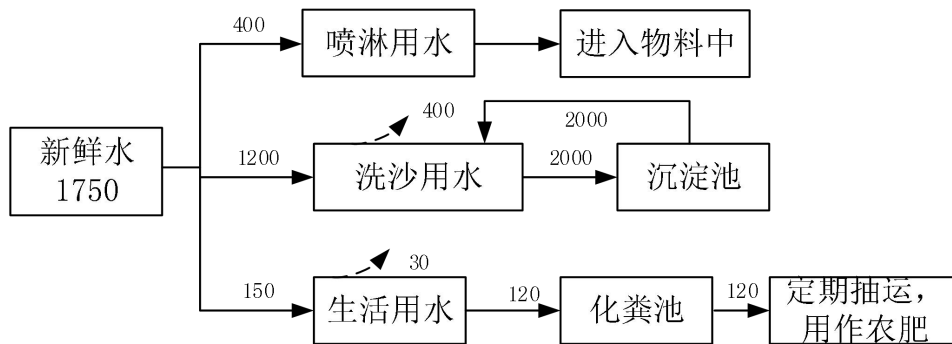 400
喷淋用水
进入物料中
新鲜水
1750
1200
400
洗沙用水
2000
2000
沉淀池
150
30
生活用水
120
化粪池
120
定期抽运，
用作农肥